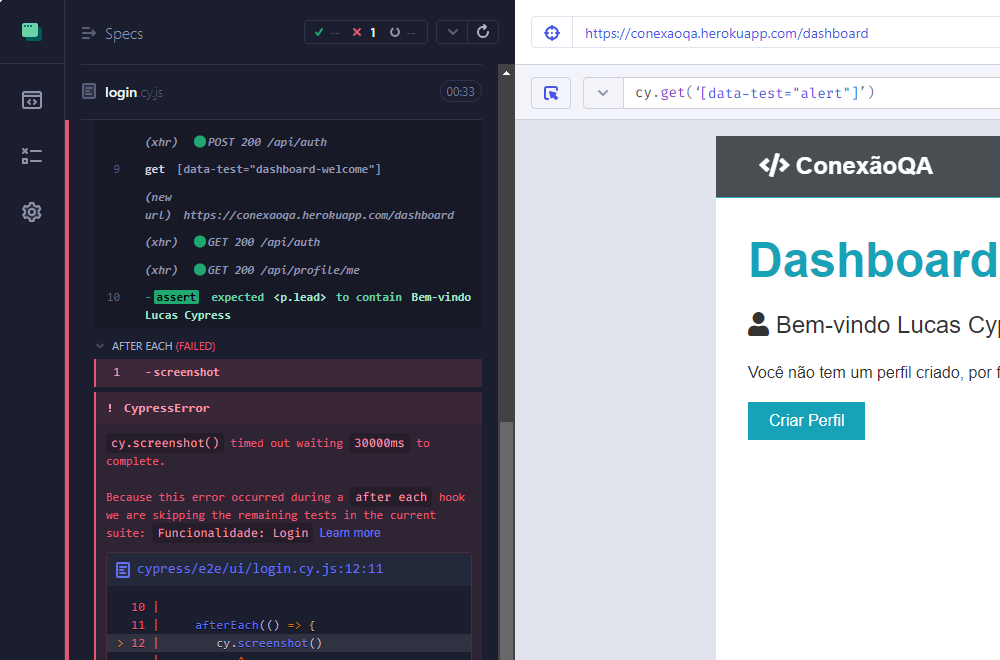 Specs
-- 1 --
login cy.js 00:33
(xhr) POST 200 /api/auth
9 get [data-test="dashboard-welcome"]
(new
url) https://conexaoqa.herokuapp.com/dashboard
(xhr) GET 200 /api/auth
(xhr) GET 200 /api/profile/me
10 -assert expected <p.lead> to contain Bem-vindo
Lucas Cypress
AFTER EACH (FAILED)
1 -screenshot
! CypressError
cy.screenshot() timed out waiting 30000ms to
complete.
Because this error occurred during a after each hook
we are skipping the remaining tests in the current
suite: Funcionalidade: Login Learn more
cypress/e2e/ui/login.cy.js:12:11
10 |
11 | afterEach(() => {
> 12 | cy.screenshot()
| ^
https://conexaoqa.herokuapp.com/dashboard
cy.get(‘[data-test="alert"]’)
</> ConexãoQA
Dashboard
Bem-vindo Lucas Cyp
Você não tem um perfil criado, por f
Criar Perfil